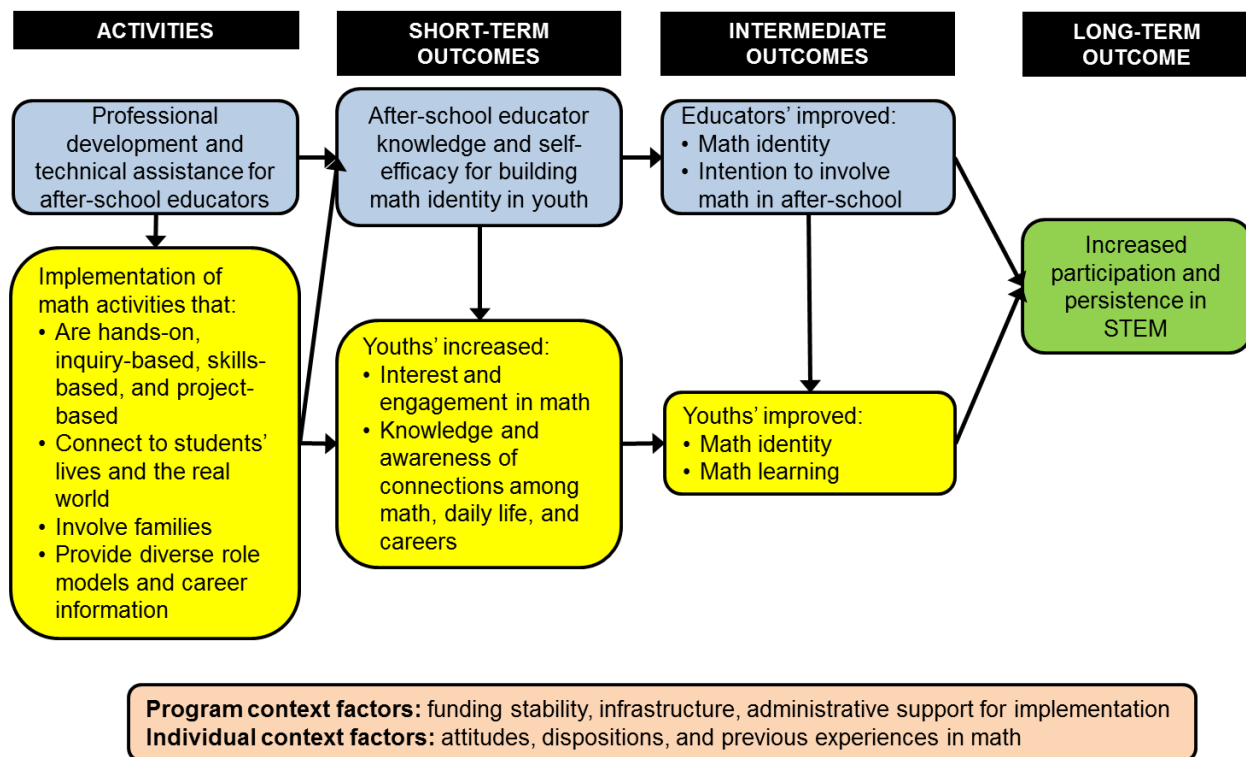 ACTIVITIES
SHORT-TERM
OUTCOMES
INTERMEDIATE
OUTCOMES
LONG-TERM
OUTCOME
Professional
development and
technical assistance for
after-school educators
After-school educator
knowledge and self-
efficacy for building
math identity in youth
Educators’ improved:
• Math identity
• Intention to involve
math in after-school
Increased
participation and
persistence in
STEM
Implementation of
math activities that:
• Are hands-on,
inquiry-based, skills-
based, and project-
based
• Connect to students’
lives and the real
world
• Involve families
• Provide diverse role
models and career
information
Youths’ increased:
• Interest and
engagement in math
• Knowledge and
awareness of
connections among
math, daily life, and
careers
Youths’ improved:
• Math identity
• Math learning
Program context factors: funding stability, infrastructure, administrative support for implementation
Individual context factors: attitudes, dispositions, and previous experiences in math